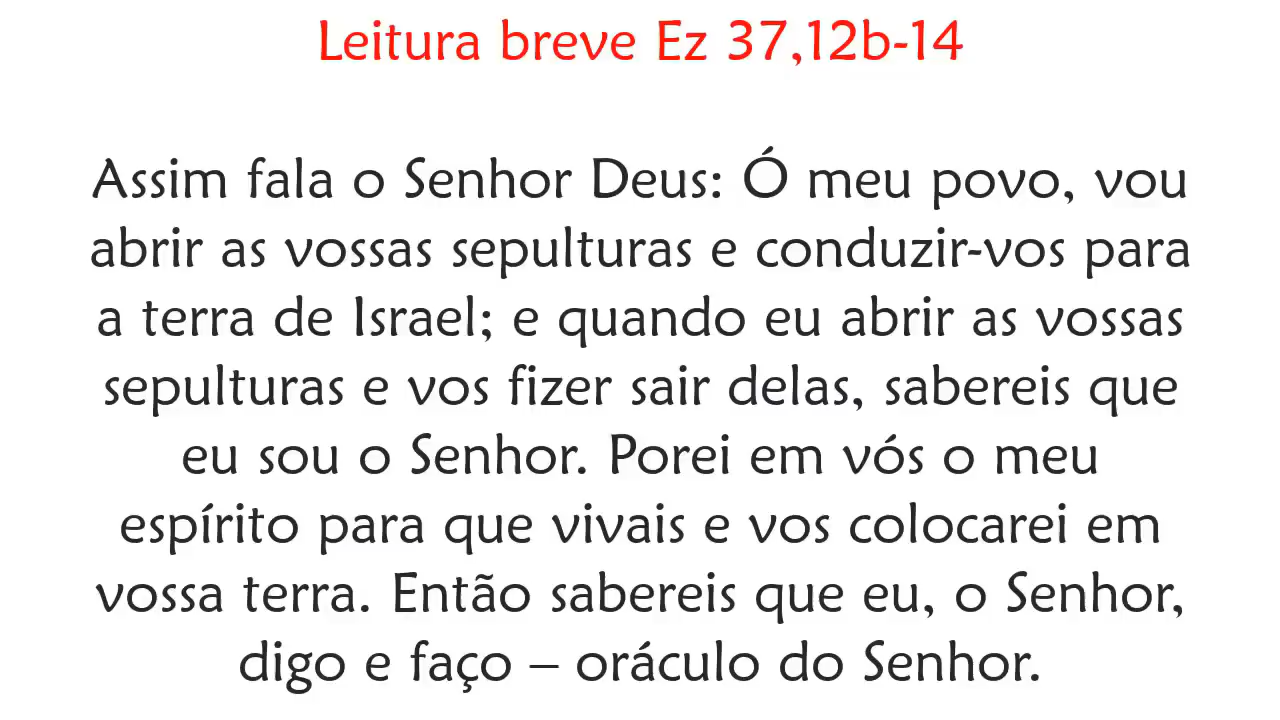 Leitura breve Ez 37,12b-14
Assim fala o Senhor Deus: Ó meu povo, vou
abrir as vossas sepulturas e conduzir-vos para
a terra de Israel; e quando eu abrir as vossas
sepulturas e vos fizer sair delas, sabereis que
eu sou o Senhor. Porei em vós o meu
espírito para que vivais e vos colocarei em
vossa terra. Então sabereis que eu, o Senhor,
digo e faço – oráculo do Senhor.